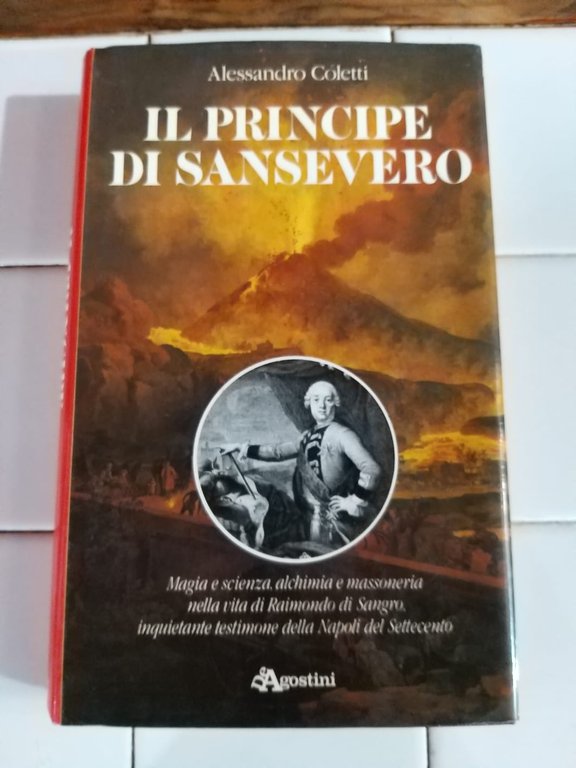 Alessandro Coletti
IL PRINCIPE
DI SANSEVERO
Magia e scienza, alchimia e massoneria
nella vita di Raimondo di Sangro,
inquietante testimone della Napoli del Settecento
DeAgostini